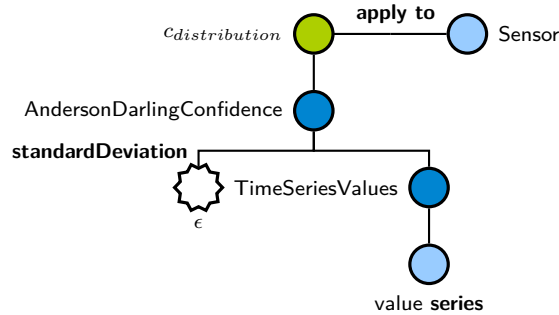 apply to
c_distribution
Sensor
AndersonDarlingConfidence
standardDeviation
TimeSeriesValues
ϵ
value series